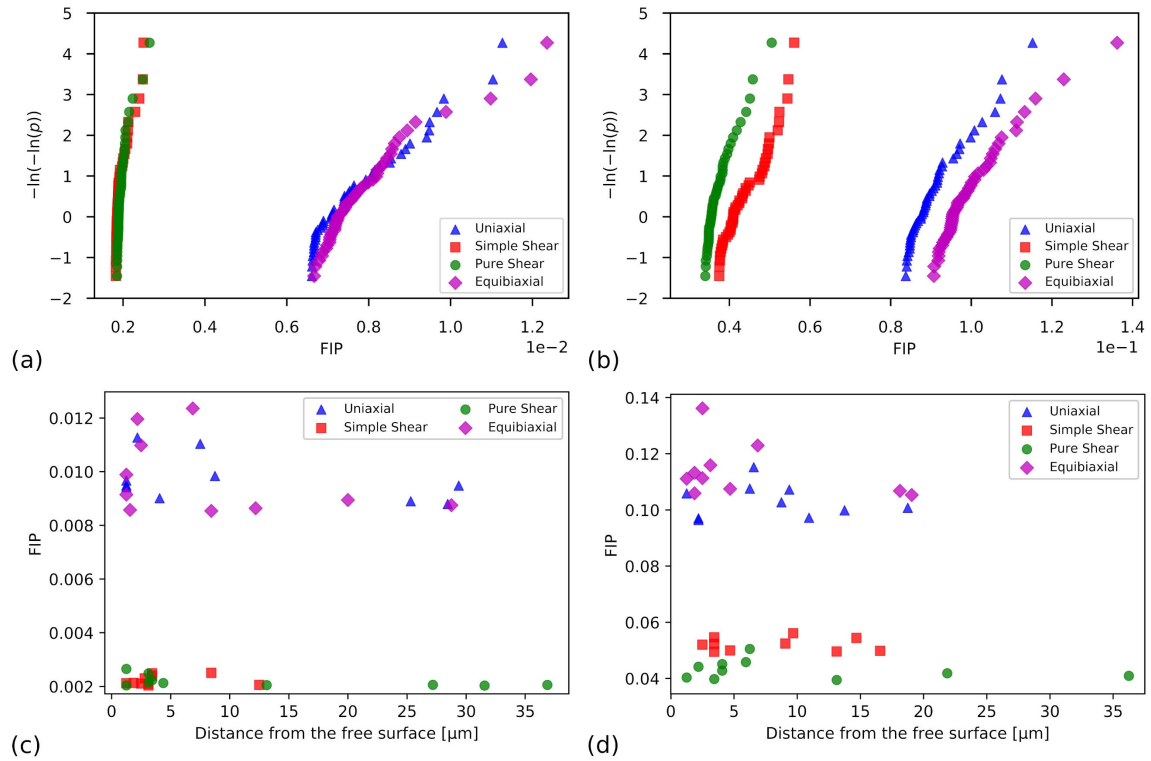 5
4
3
2
1
0
−1
−2
−ln(−ln(p))
0.2 0.4 0.6 0.8 1.0 1.2
1e−2
FIP
Uniaxial
Simple Shear
Pure Shear
Equibiaxial
(a)
5
4
3
2
1
0
−1
−2
−ln(−ln(p))
0.4 0.6 0.8 1.0 1.2 1.4
1e−1
FIP
Uniaxial
Simple Shear
Pure Shear
Equibiaxial
(b)
0.012
0.010
0.008
0.006
0.004
0.002
FIP
Uniaxial Pure Shear
Simple Shear Equibiaxial
0 5 10 15 20 25 30 35
Distance from the free surface [μm]
(c)
0.14
0.12
0.10
0.08
0.06
0.04
FIP
Uniaxial
Simple Shear
Pure Shear
Equibiaxial
0 5 10 15 20 25 30 35
Distance from the free surface [μm]
(d)